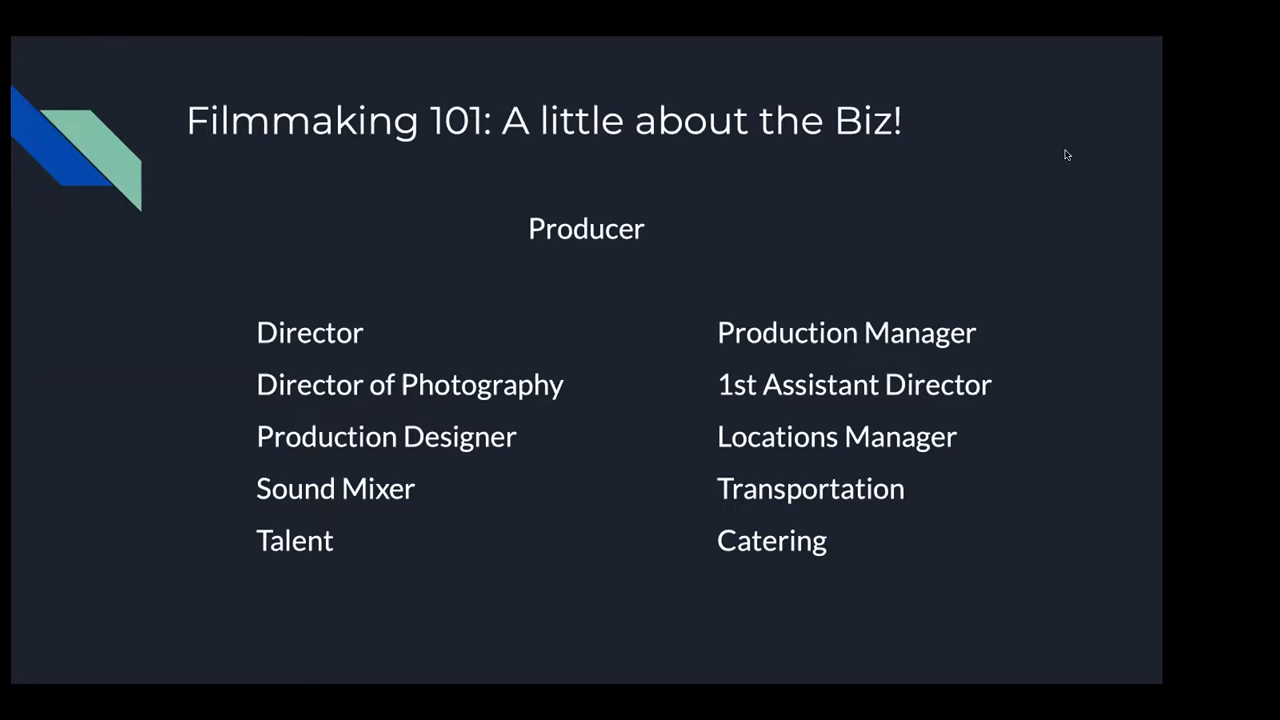 Filmmaking 101: A little about the Biz!
Producer
Director
Director of Photography
Production Designer
Sound Mixer
Talent
Production Manager
1st Assistant Director
Locations Manager
Transportation
Catering